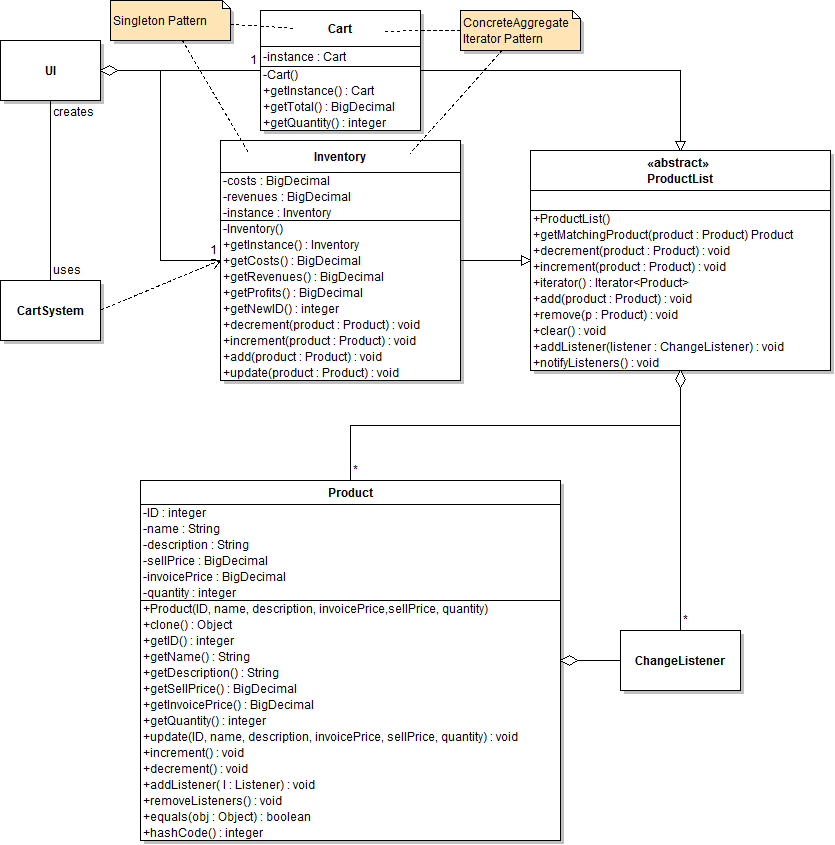 Singleton Pattern
Cart
-instance : Cart
-Cart()
+getInstance() : Cart
+getTotal() : BigDecimal
+getQuantity() : integer
ConcreteAggregate
Iterator Pattern
UI
1
creates
uses
CartSystem
1
Inventory
-costs : BigDecimal
-revenues : BigDecimal
-instance : Inventory
-Inventory()
+getInstance() : Inventory
+getCosts() : BigDecimal
+getRevenues() : BigDecimal
+getProfits() : BigDecimal
+getNewID() : integer
+decrement(product : Product) : void
+increment(product : Product) : void
+add(product : Product) : void
+update(product : Product) : void
«abstract»
ProductList
+ProductList()
+getMatchingProduct(product : Product) Product
+decrement(product : Product) : void
+increment(product : Product) : void
+iterator() : Iterator<Product>
+add(product : Product) : void
+remove(p : Product) : void
+clear() : void
+addListener(listener : ChangeListener) : void
+notifyListeners() : void
*
Product
-ID : integer
-name : String
-description : String
-sellPrice : BigDecimal
-invoicePrice : BigDecimal
-quantity : integer
+Product(ID, name, description, invoicePrice,sellPrice, quantity)
+clone() : Object
+getID() : integer
+getName() : String
+getDescription() : String
+getSellPrice() : BigDecimal
+getInvoicePrice() : BigDecimal
+getQuantity() : integer
+update(ID, name, description, invoicePrice, sellPrice, quantity) : void
+increment() : void
+decrement() : void
+addListener( l : Listener) : void
+removeListeners() : void
+equals(obj : Object) : boolean
+hashCode() : integer
*
ChangeListener